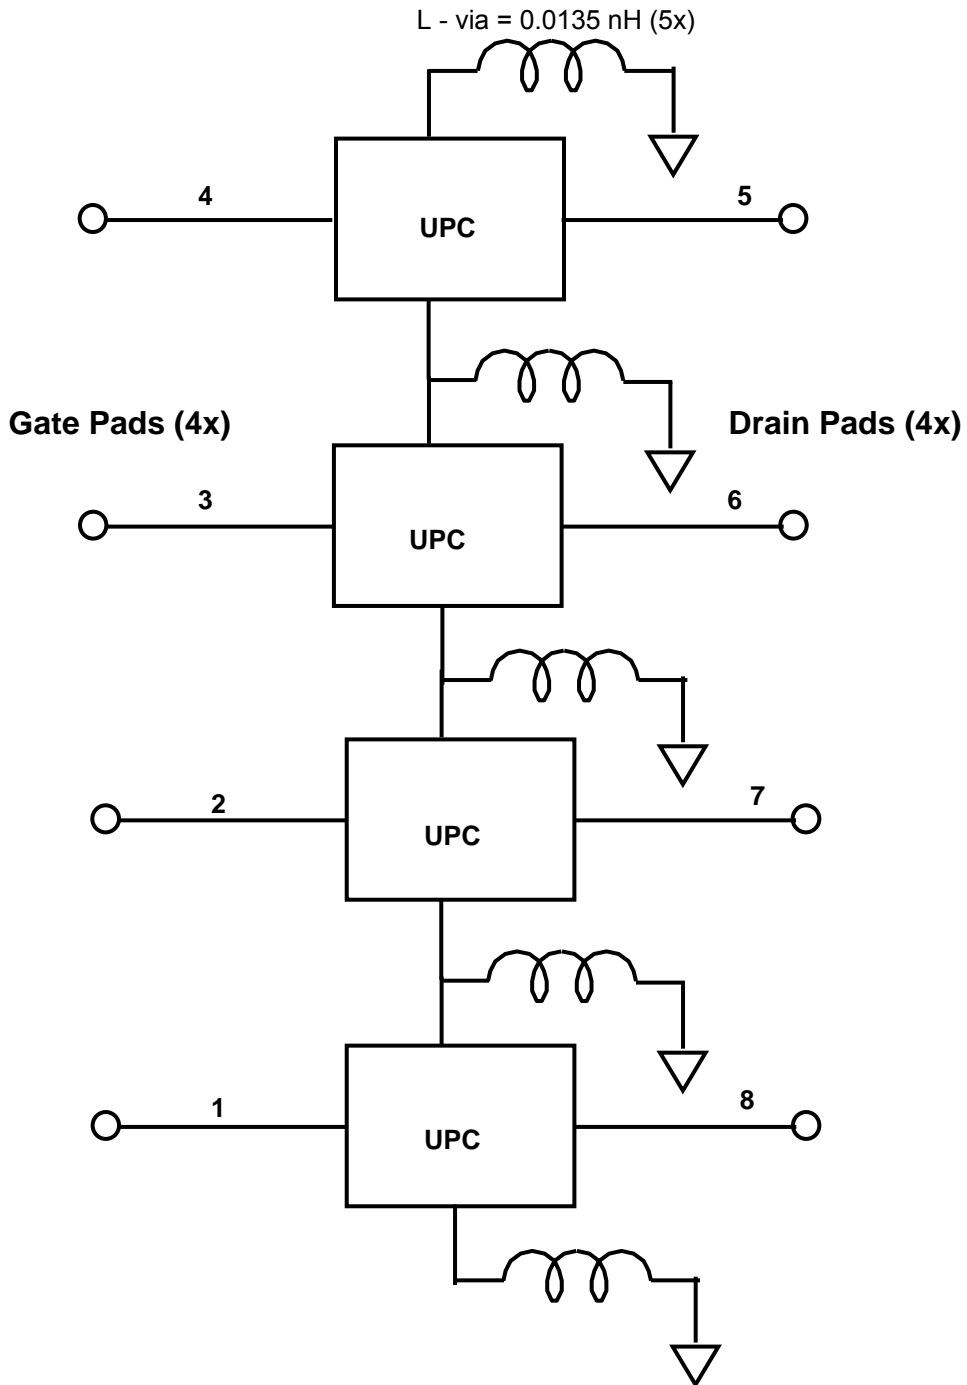 L - via = 0.0135 nH (5x)
4
5
UPC
Gate Pads (4x)
Drain Pads (4x)
3
6
UPC
2
7
UPC
1
8
UPC